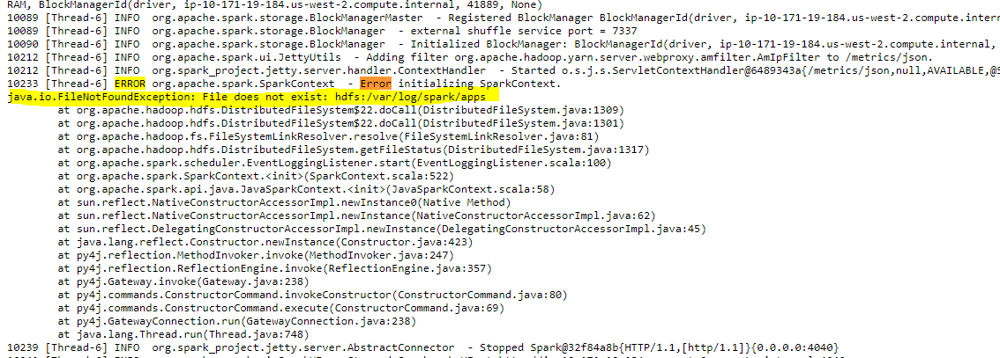 RAM, BlockManagerId(driver, ip-10-171-19-184.us-west-2.compute.internal, 41889, None)
10089 [Thread-6] INFO  org.apache.spark.storage.BlockManagerMaster  - Registered BlockManager BlockManagerId(driver, ip-10-171-19-184.us-west-2.compute.intern
10089 [Thread-6] INFO  org.apache.spark.storage.BlockManager  - external shuffle service port = 7337
10090 [Thread-6] INFO  org.apache.spark.storage.BlockManager  - Initialized BlockManager: BlockManagerId(driver, ip-10-171-19-184.us-west-2.compute.internal,
10212 [Thread-6] INFO  org.apache.spark.ui.JettyUtils  - Adding filter org.apache.hadoop.yarn.server.webproxy.amfilter.AmIpFilter to /metrics/json.
10212 [Thread-6] INFO  org.spark_project.jetty.server.handler.ContextHandler  - Started o.s.j.s.ServletContextHandler@6489343a{/metrics/json,null,AVAILABLE,@S
10233 [Thread-6] ERROR org.apache.spark.SparkContext  - Error initializing SparkContext.
java.io.FileNotFoundException: File does not exist: hdfs:/var/log/spark/apps
at org.apache.hadoop.hdfs.DistributedFileSystem$22.doCall(DistributedFileSystem.java:1309)
at org.apache.hadoop.hdfs.DistributedFileSystem$22.doCall(DistributedFileSystem.java:1301)
at org.apache.hadoop.fs.FileSystemLinkResolver.resolve(FileSystemLinkResolver.java:81)
at org.apache.hadoop.hdfs.DistributedFileSystem.getFileStatus(DistributedFileSystem.java:1317)
at org.apache.spark.scheduler.EventLoggingListener.start(EventLoggingListener.scala:100)
at org.apache.spark.SparkContext.<init>(SparkContext.scala:522)
at org.apache.spark.api.java.JavaSparkContext.<init>(JavaSparkContext.scala:58)
at sun.reflect.NativeConstructorAccessorImpl.newInstance0(Native Method)
at sun.reflect.NativeConstructorAccessorImpl.newInstance(NativeConstructorAccessorImpl.java:62)
at sun.reflect.DelegatingConstructorAccessorImpl.newInstance(DelegatingConstructorAccessorImpl.java:45)
at java.lang.reflect.Constructor.newInstance(Constructor.java:423)
at py4j.reflection.MethodInvoker.invoke(MethodInvoker.java:247)
at py4j.reflection.ReflectionEngine.invoke(ReflectionEngine.java:357)
at py4j.Gateway.invoke(Gateway.java:238)
at py4j.commands.ConstructorCommand.invokeConstructor(ConstructorCommand.java:80)
at py4j.commands.ConstructorCommand.execute(ConstructorCommand.java:69)
at py4j.GatewayConnection.run(GatewayConnection.java:238)
at java.lang.Thread.run(Thread.java:748)
10239 [Thread-6] INFO  org.spark_project.jetty.server.AbstractConnector  - Stopped Spark@32f84a8b{HTTP/1.1,[http/1.1]}{0.0.0.0:4040}